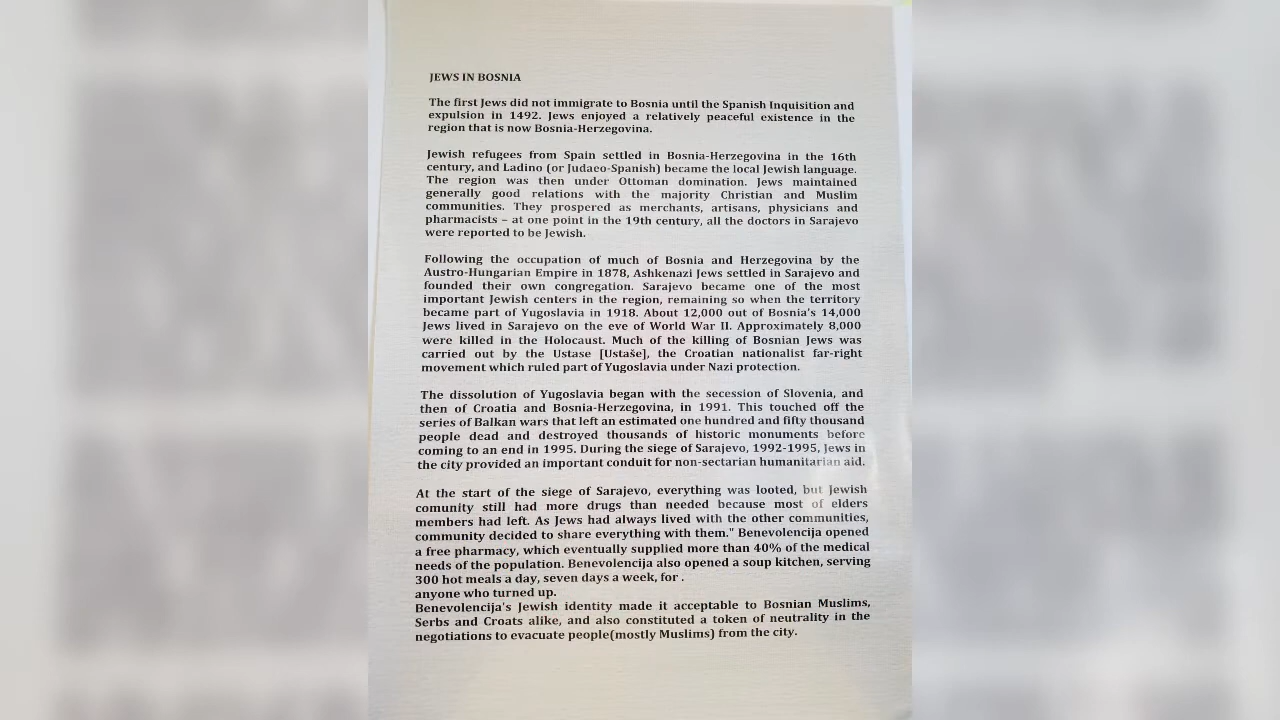 JEWS IN BOSNIA
The first Jews did not immigrate to Bosnia until the Spanish Inquisition and
expulsion in 1492. Jews enjoyed a relatively peaceful existence in the
region that is now Bosnia-Herzegovina.
Jewish refugees from Spain settled in Bosnia-Herzegovina in the 16th
century, and Ladino (or Judaeo-Spanish) became the local Jewish language.
The region was then under Ottoman domination. Jews maintained
generally good relations with the majority Christian and Muslim
communities. They prospered as merchants, artisans, physicians and
pharmacists – at one point in the 19th century, all the doctors in Sarajevo
were reported to be Jewish.
Following the occupation of much of Bosnia and Herzegovina by the
Austro-Hungarian Empire in 1878, Ashkenazi Jews settled in Sarajevo and
founded their own congregation. Sarajevo became one of the most
important Jewish centers in the region, remaining so when the territory
became part of Yugoslavia in 1918. About 12,000 out of Bosnia's 14,000
Jews lived in Sarajevo on the eve of World War II. Approximately 8,000
were killed in the Holocaust. Much of the killing of Bosnian Jews was
carried out by the Ustase [Ustaše], the Croatian nationalist far-right
movement which ruled part of Yugoslavia under Nazi protection.
The dissolution of Yugoslavia began with the secession of Slovenia, and
then of Croatia and Bosnia-Herzegovina, in 1991. This touched off the
series of Balkan wars that left an estimated one hundred and fifty thousand
people dead and destroyed thousands of historic monuments before
coming to an end in 1995. During the siege of Sarajevo, 1992-1995, Jews in
the city provided an important conduit for non-sectarian humanitarian aid.
At the start of the siege of Sarajevo, everything was looted, but Jewish
comunity still had more drugs than needed because most of elders
members had left. As Jews had always lived with the other communities,
community decided to share everything with them." Benevolencija opened
a free pharmacy, which eventually supplied more than 40% of the medical
needs of the population. Benevolencija also opened a soup kitchen, serving
300 hot meals a day, seven days a week, for .
anyone who turned up.
Benevolencija's Jewish identity made it acceptable to Bosnian Muslims,
Serbs and Croats alike, and also constituted a token of neutrality in the
negotiations to evacuate people(mostly Muslims) from the city.